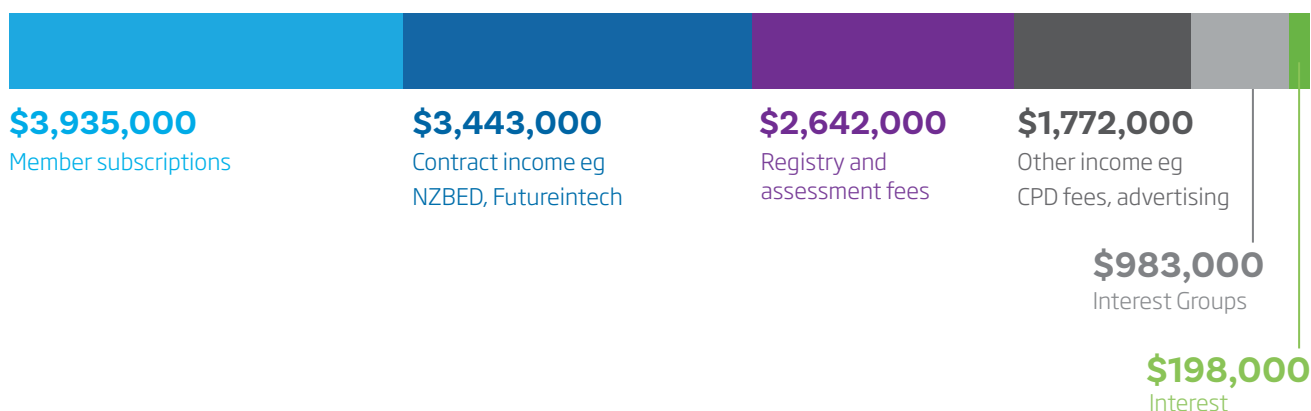 $3,935,000
Member subscriptions
$3,443,000
Contract income eg
NZBED, Futureintech
$2,642,000
Registry and
assessment fees
$1,772,000
Other income eg
CPD fees, advertising
$983,000
Interest Groups
$198,000
Interest